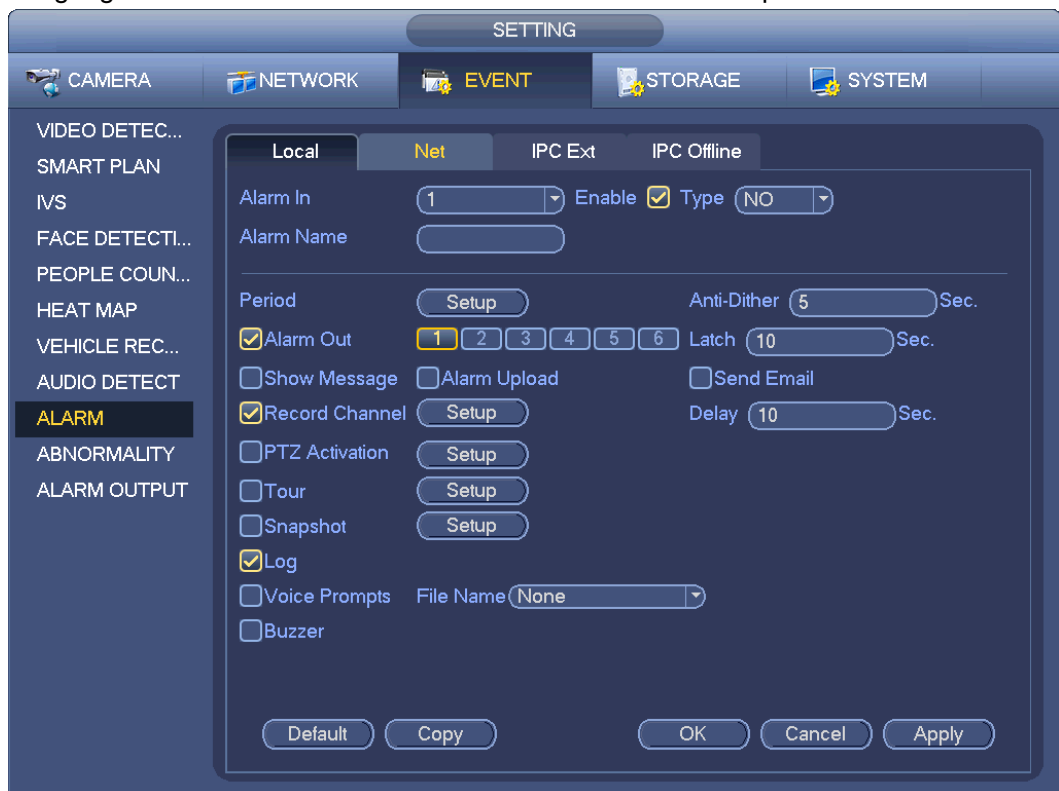 SETTING
CAMERA NETWORK EVENT STORAGE SYSTEM
VIDEO DETEC...
SMART PLAN
IVS
FACE DETECTI...
PEOPLE COUN...
HEAT MAP
VEHICLE REC...
AUDIO DETECT
ALARM
ABNORMALITY
ALARM OUTPUT
Local Net IPC Ext IPC Offline
Alarm In 1 Enable Type NO
Alarm Name
Period Setup Anti-Dither 5 Sec.
Alarm Out 1 2 3 4 5 6 Latch 10 Sec.
Show Message Alarm Upload Send Email
Record Channel Setup Delay 10 Sec.
PTZ Activation Setup
Tour Setup
Snapshot Setup
Log
Voice Prompts File Name None
Buzzer
Default Copy OK Cancel Apply